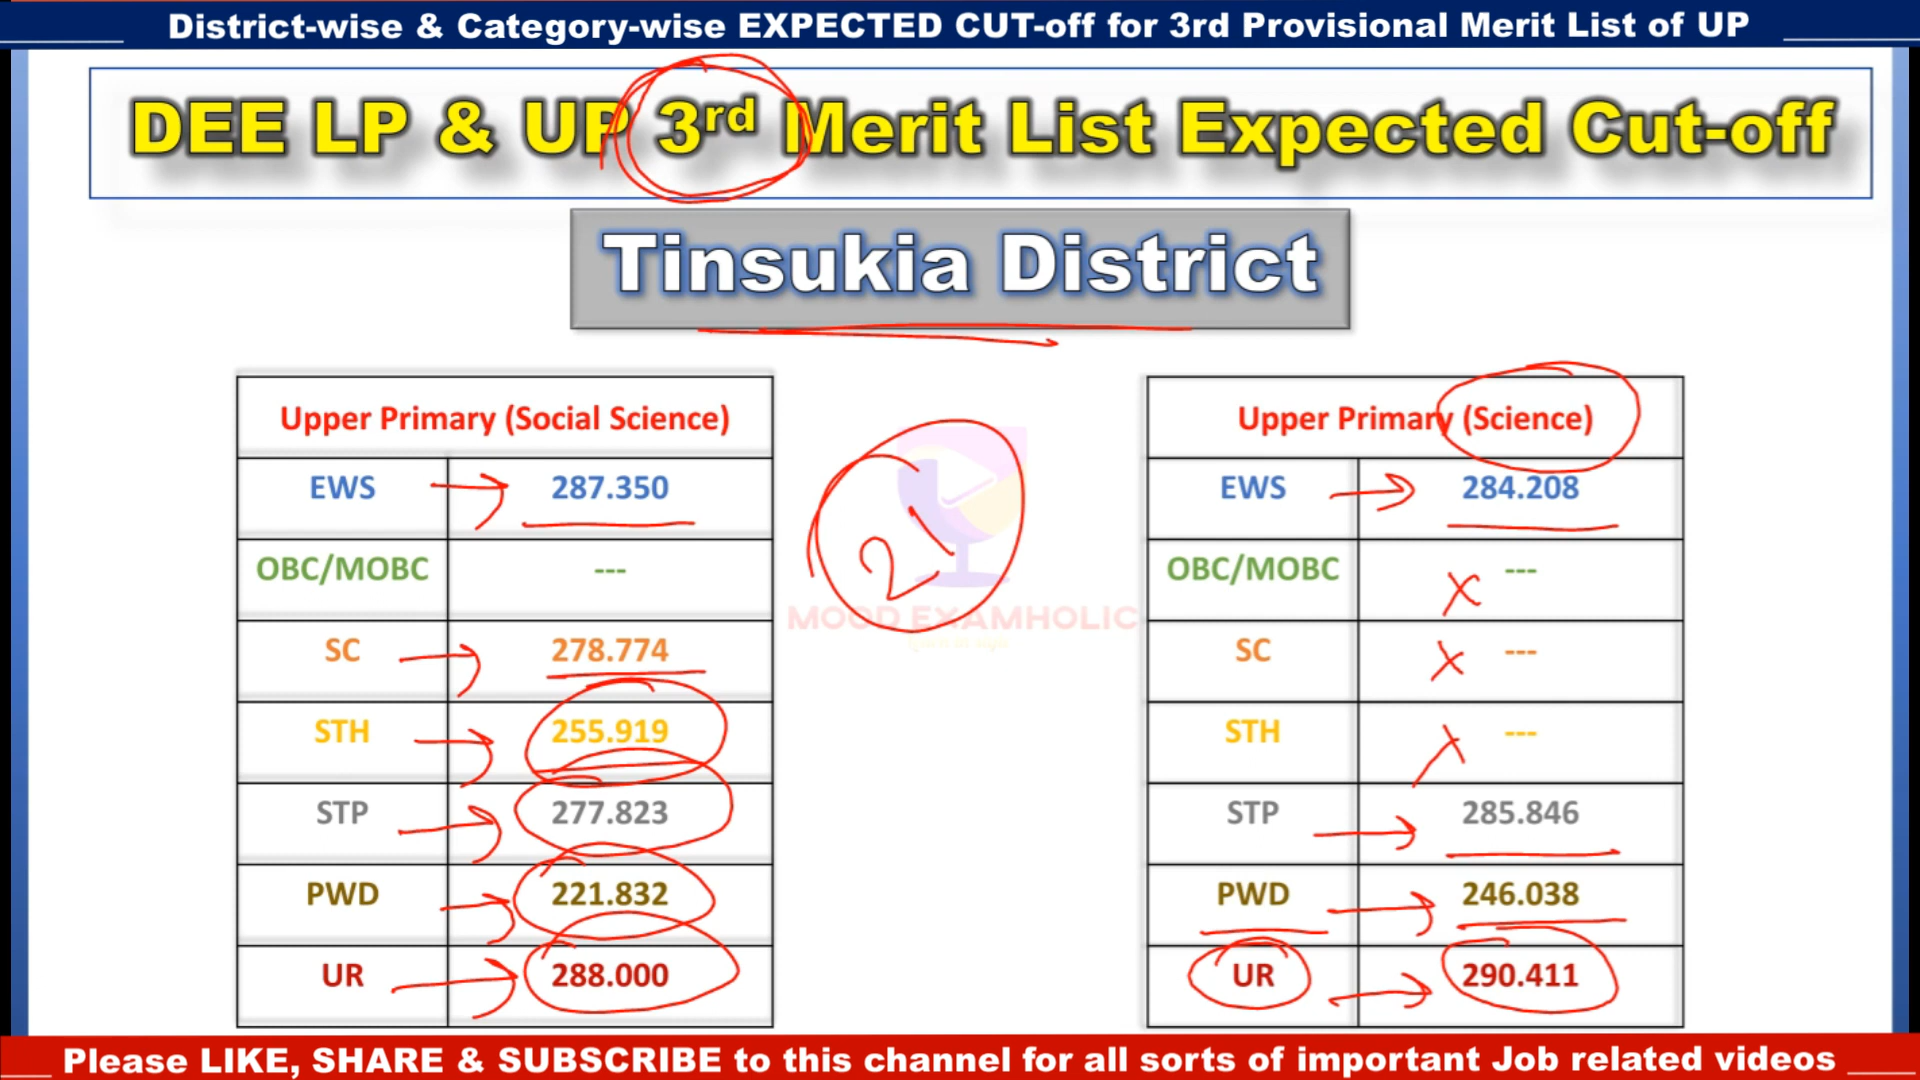 District-wise & Category-wise EXPECTED CUT-off for 3rd Provisional Merit List of UP
DEE LP & UP 3rd Merit List Expected Cut-off
Tinsukia District
Upper Primary (Social Science)
EWS 287.350
OBC/MOBC ---
SC 278.774
STH 255.919
STP 277.823
PWD 221.832
UR 288.000
21
MOOD EXAMHOLIC
Upper Primary (Science)
EWS 284.208
OBC/MOBC ---
SC ---
STH ---
STP 285.846
PWD 246.038
UR 290.411
Please LIKE, SHARE & SUBSCRIBE to this channel for all sorts of important Job related videos